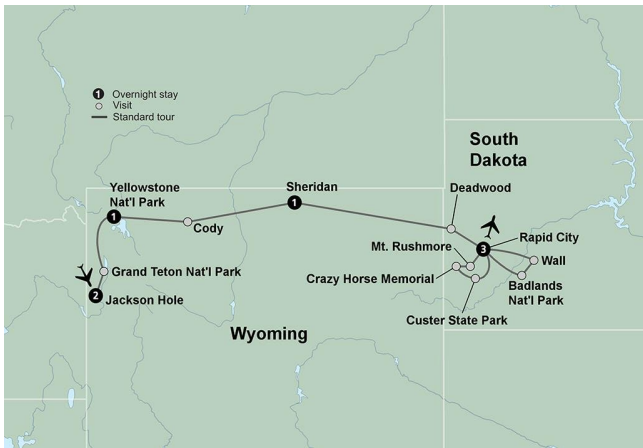 1 Overnight stay
Visit
Standard tour
South
Dakota
Yellowstone
Nat'l Park
1
Sheridan
1
Deadwood
Cody
Rapid City
3
Mt. Rushmore
Wall
Grand Teton Nat'l Park
Crazy Horse Memorial
Badlands
Nat'l Park
2
Jackson Hole
Custer State Park
Wyoming